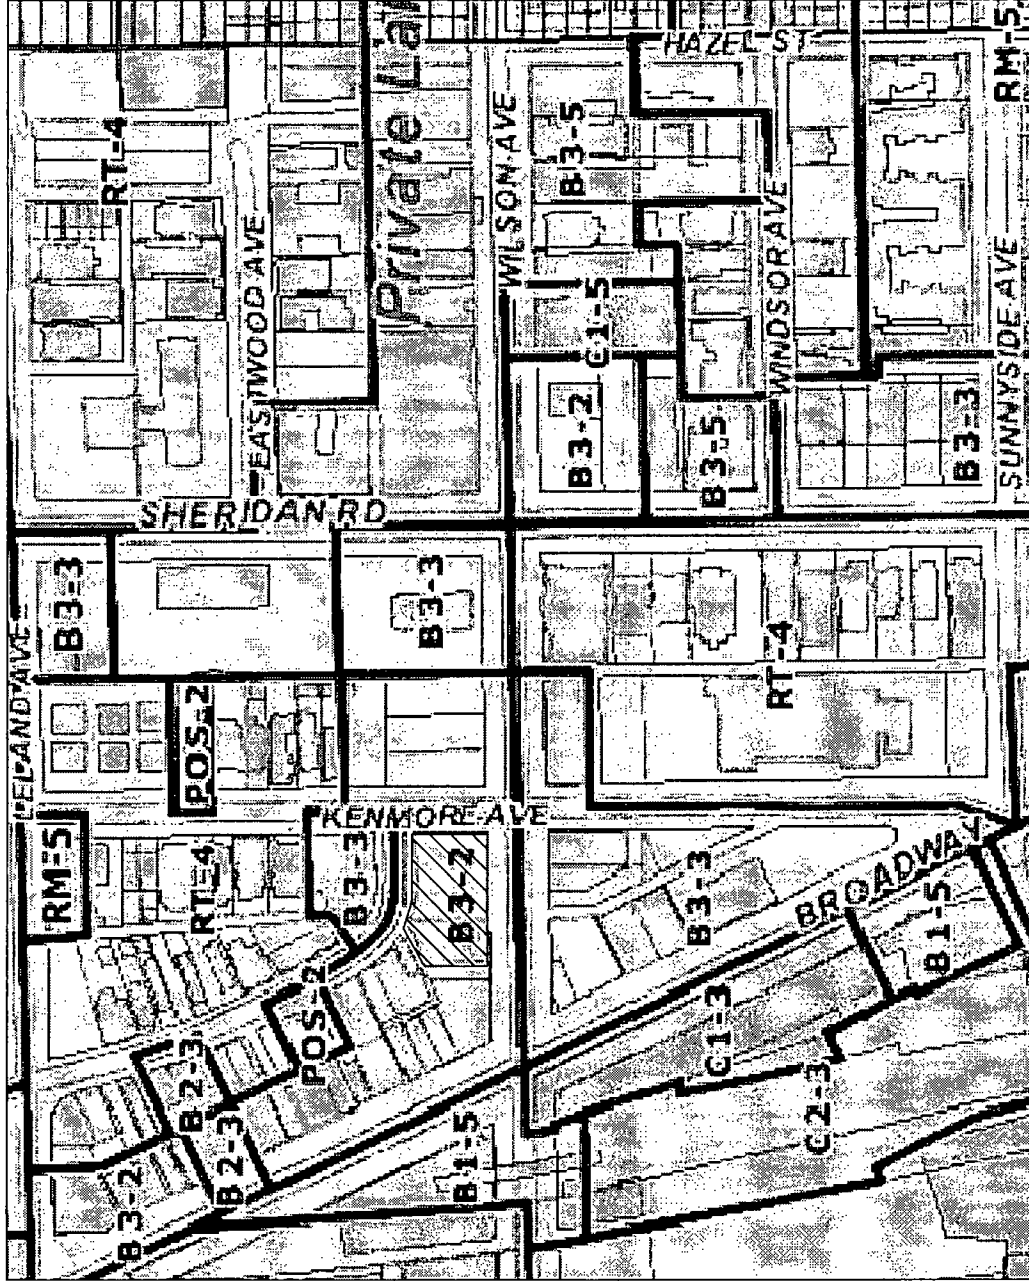 HAZEL ST
RM-5
RT-4
Private
WILSON AVE
B3-5
EASTWOOD AVE
C1-5
WINDSOR AVE
SUNNYSIDE AVE
B3-2
B3-5
B3-3
SHERIDAN RD
B3-3
B3-3
LELAND AVE
RT-4
POS-2
KENMORE AVE
RM-5
RT-4
B3-3
B3-2
B3-3
BROADWAY
B1-5
POS-2
C1-3
B2-3
B2-3
C2-3
B3-2
B1-5